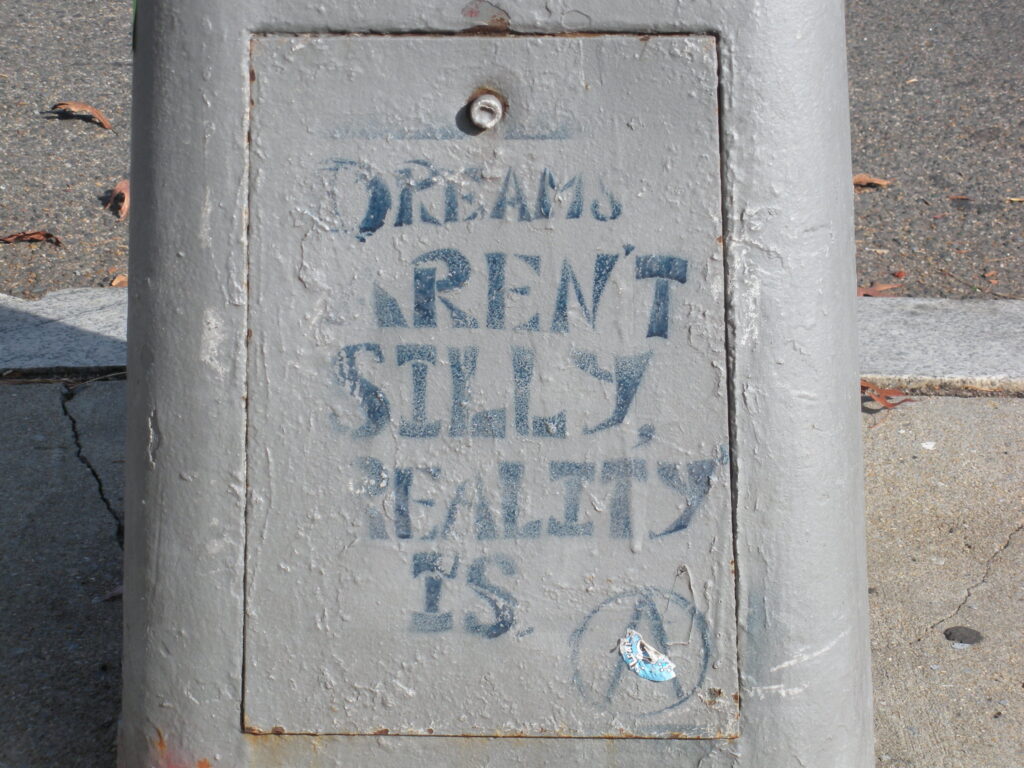 DREAMS
AREN'T
SILLY,
REALITY
IS.
A